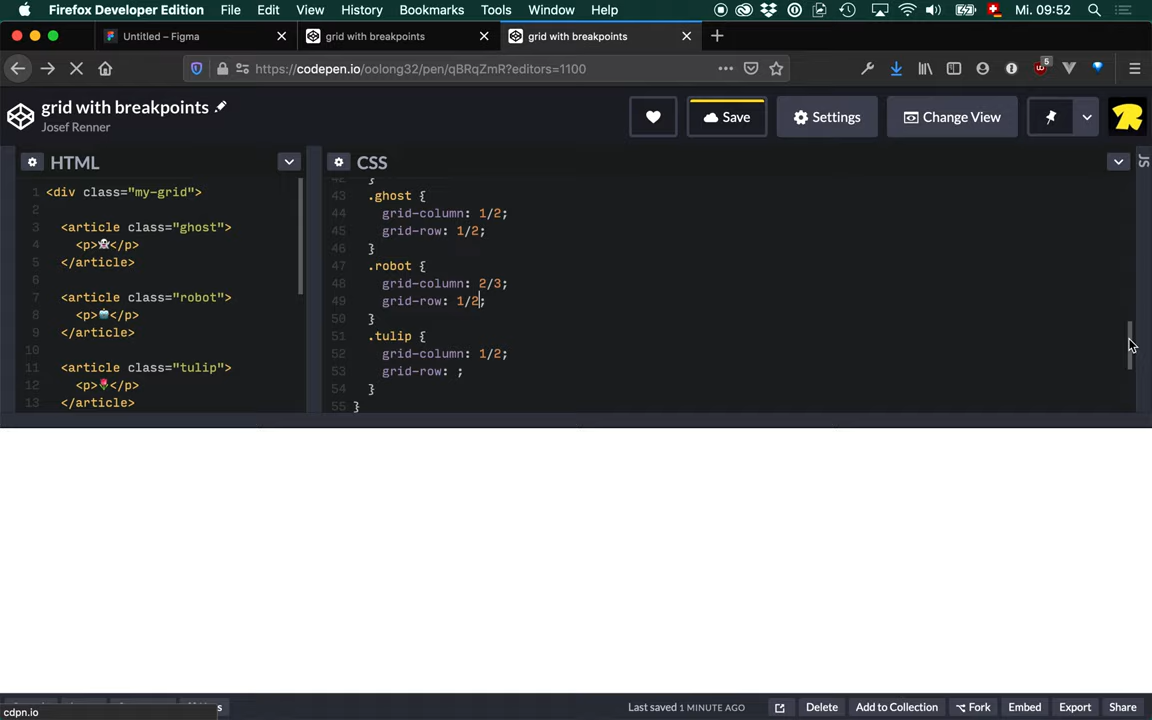 Firefox Developer Edition File Edit View History Bookmarks Tools Window Help Mi. 09:52
Untitled – Figma
grid with breakpoints
grid with breakpoints
https://codepen.io/oolong32/pen/qBRqZmR?editors=1100
5
grid with breakpoints
Josef Renner
Save
Settings
Change View
HTML
1 <div class="my-grid">
2
3 <article class="ghost">
4 <p>👻</p>
5 </article>
6
7 <article class="robot">
8 <p>🤖</p>
9 </article>
10
11 <article class="tulip">
12 <p>🌷</p>
13 </article>
CSS
42 }
43 .ghost {
44 grid-column: 1/2;
45 grid-row: 1/2;
46 }
47 .robot {
48 grid-column: 2/3;
49 grid-row: 1/2;
50 }
51 .tulip {
52 grid-column: 1/2;
53 grid-row: ;
54 }
55 }
JS
cdpn.io
Last saved 1 MINUTE AGO
Delete
Add to Collection
Fork
Embed
Export
Share